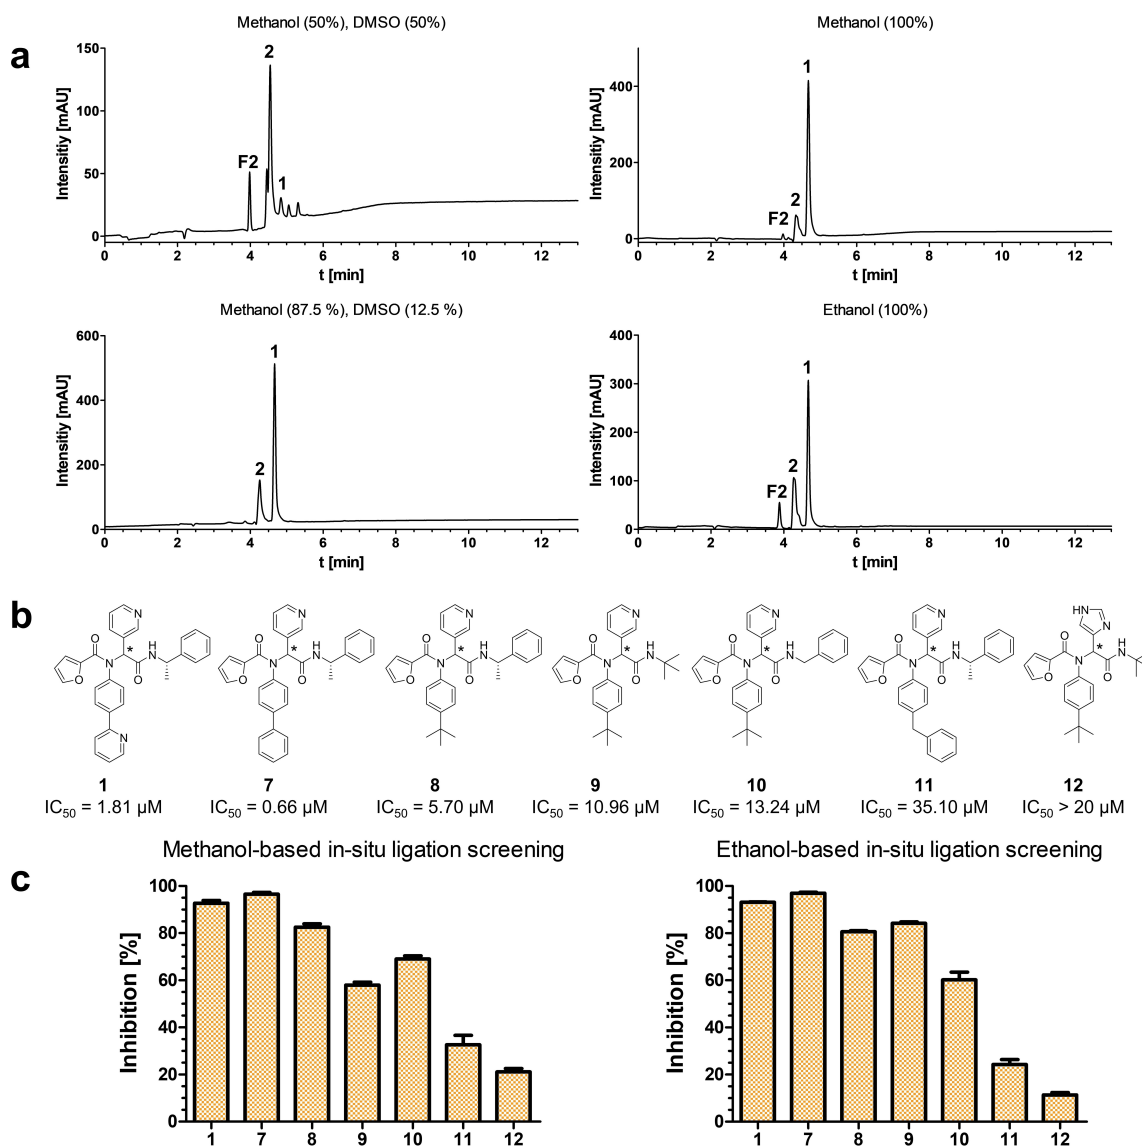 a
Methanol (50%), DMSO (50%)
Intensitiy [mAU]
150
100
50
0
F2
2
1
0 2 4 6 8 10 12
t [min]
Methanol (100%)
Intensitiy [mAU]
400
200
0
F2
2
1
0 2 4 6 8 10 12
t [min]
Methanol (87.5 %), DMSO (12.5 %)
Intensitiy [mAU]
600
400
200
0
2
1
0 2 4 6 8 10 12
t [min]
Ethanol (100%)
Intensitiy [mAU]
400
300
200
100
0
F2
2
1
0 2 4 6 8 10 12
t [min]
b
N O * H N N O O N
N O * H N N O O
N O * H N N O O
N O * H N N O O
N O * H N N O O
N O * H N N O O
HN N O * H N N O O
1 7 8 9 10 11 12
IC50 = 1.81 µM IC50 = 0.66 µM IC50 = 5.70 µM IC50 = 10.96 µM IC50 = 13.24 µM IC50 = 35.10 µM IC50 > 20 µM
c
Methanol-based in-situ ligation screening
Inhibition [%]
100
80
60
40
20
0
1 7 8 9 10 11 12
Ethanol-based in-situ ligation screening
Inhibition [%]
100
80
60
40
20
0
1 7 8 9 10 11 12